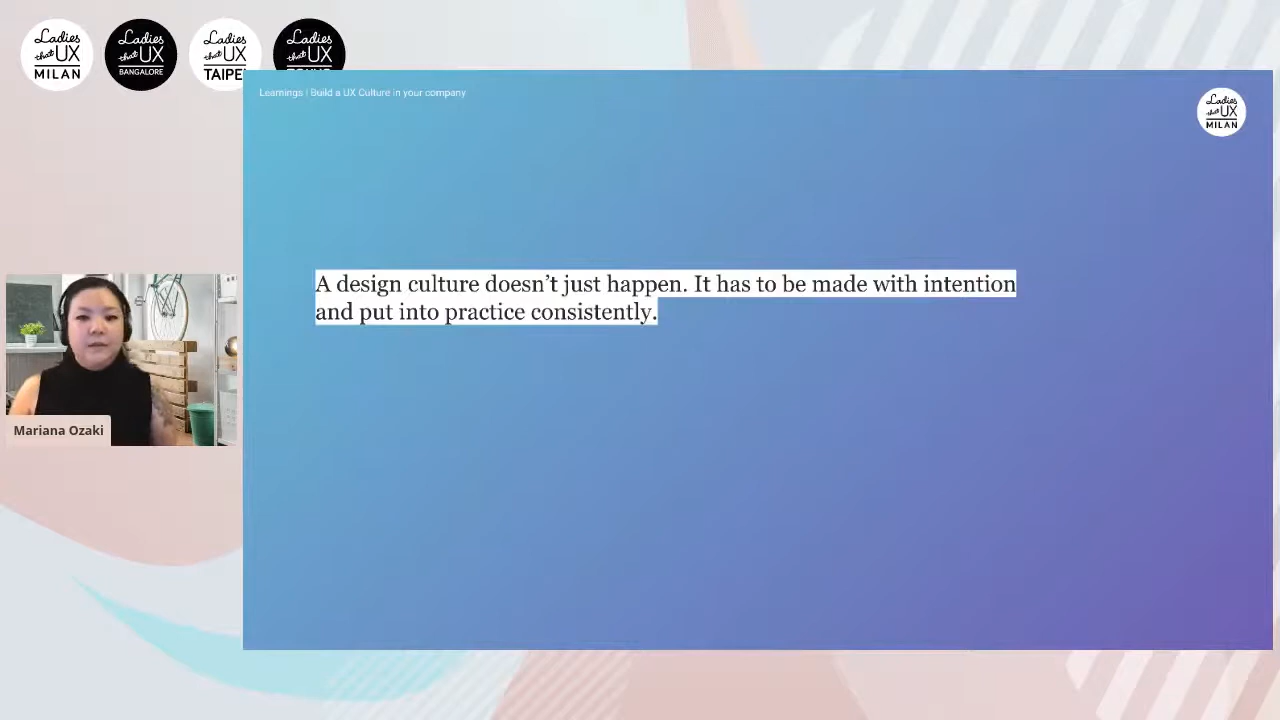 Ladies
that UX
MILAN
Ladies
that UX
BANGALORE
Ladies
that UX
TAIPE
Ladies
that UX
Learnings | Build a UX Culture in your company
Ladies
that UX
MILAN
A design culture doesn’t just happen. It has to be made with intention
and put into practice consistently.
Mariana Ozaki